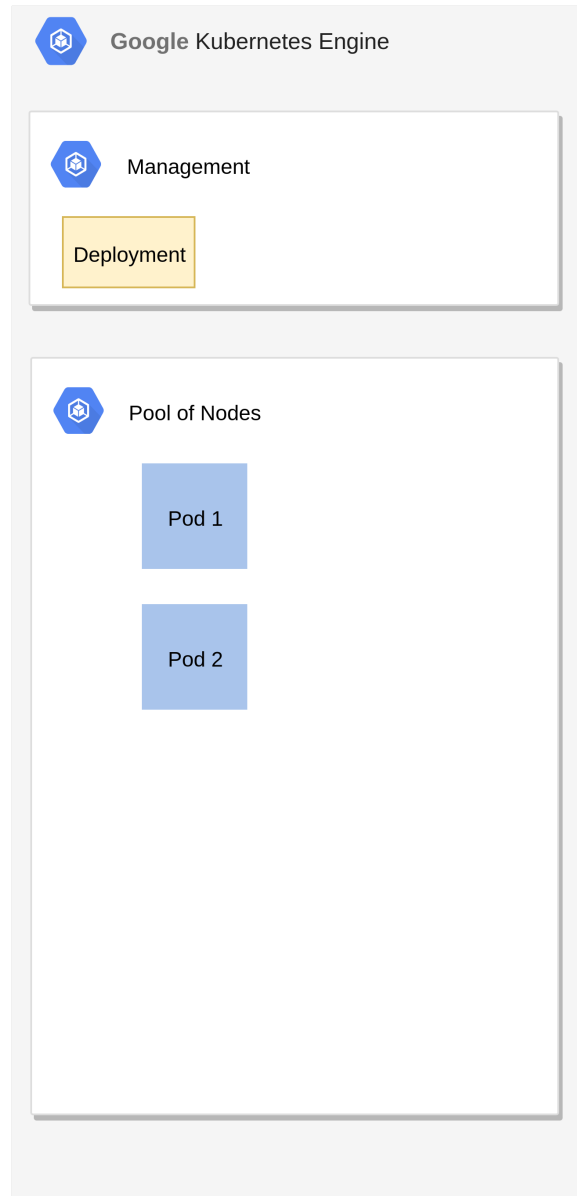 Google Kubernetes Engine
Management
Deployment
Pool of Nodes
Pod 1
Pod 2